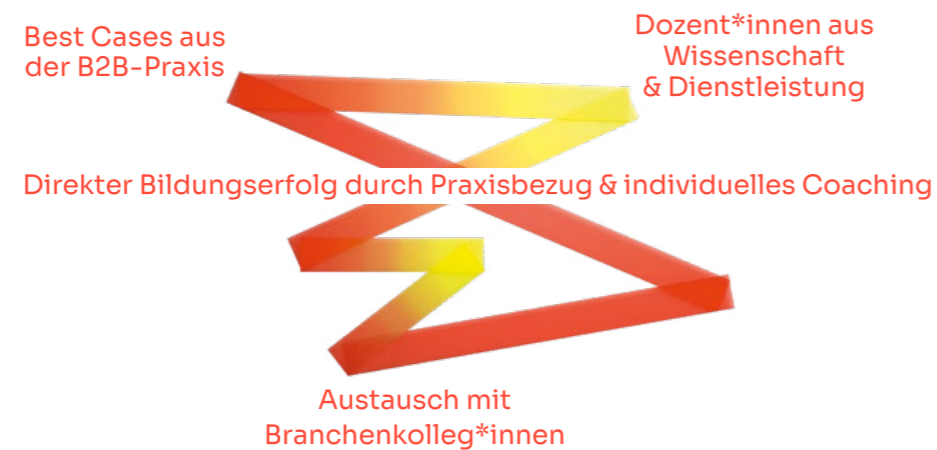 Best Cases aus
der B2B-Praxis
Dozent*innen aus
Wissenschaft
& Dienstleistung
Direkter Bildungserfolg durch Praxisbezug & individuelles Coaching
Austausch mit
Branchenkolleg*innen